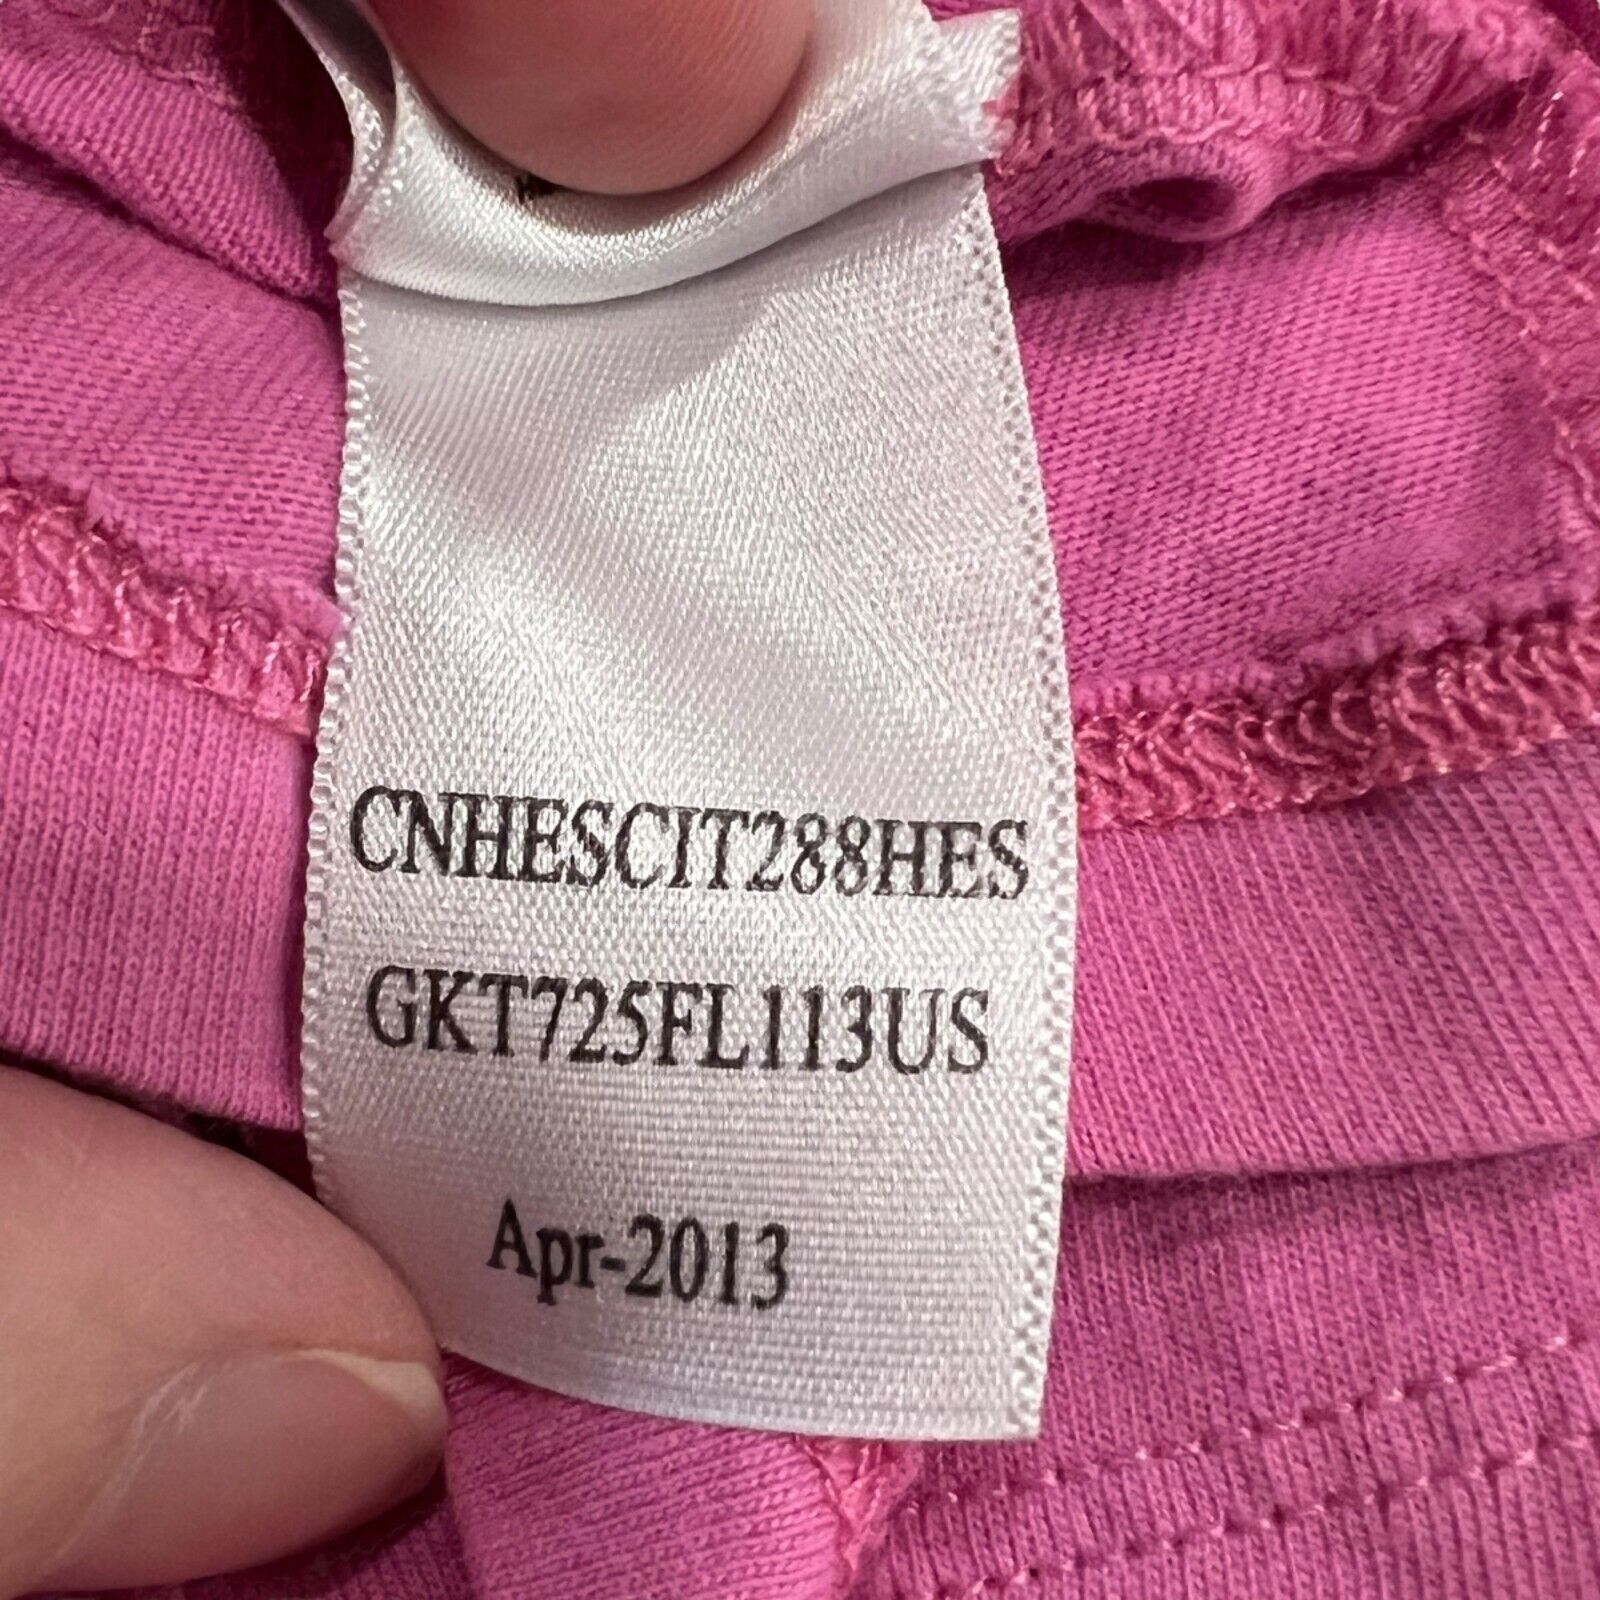 CNHESCIT288HES
GKT725FL113US
Apr-2013